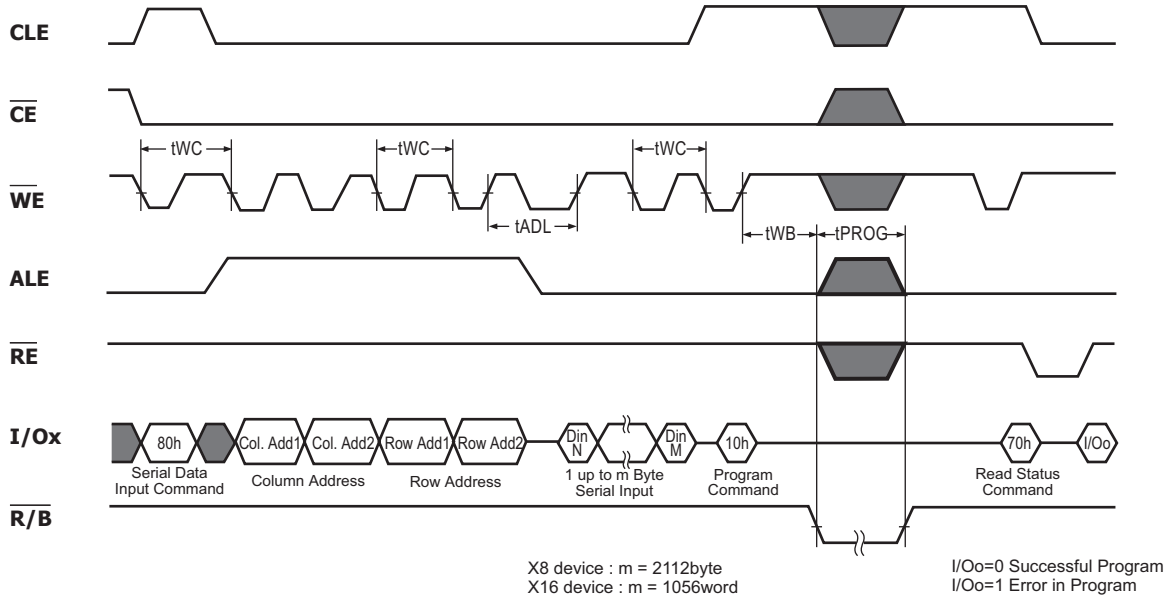 CLE
CE
tWC
tWC
tWC
WE
tADL
tWB
tPROG
ALE
RE
I/Ox
80h
Col. Add1
Col. Add2
Row Add1
Row Add2
Din
N
Din
M
10h
70h
I/Oo
Serial Data
Input Command
Column Address
Row Address
1 up to m Byte
Serial Input
Program
Command
Read Status
Command
R/B
X8 device : m = 2112byte
X16 device : m = 1056word
I/Oo=0 Successful Program
I/Oo=1 Error in Program